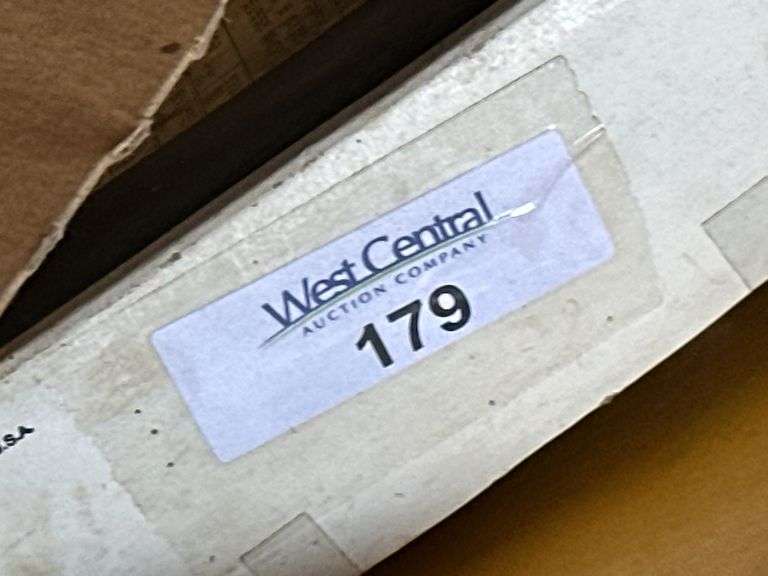 West Central
AUCTION COMPANY
179
.S.A.